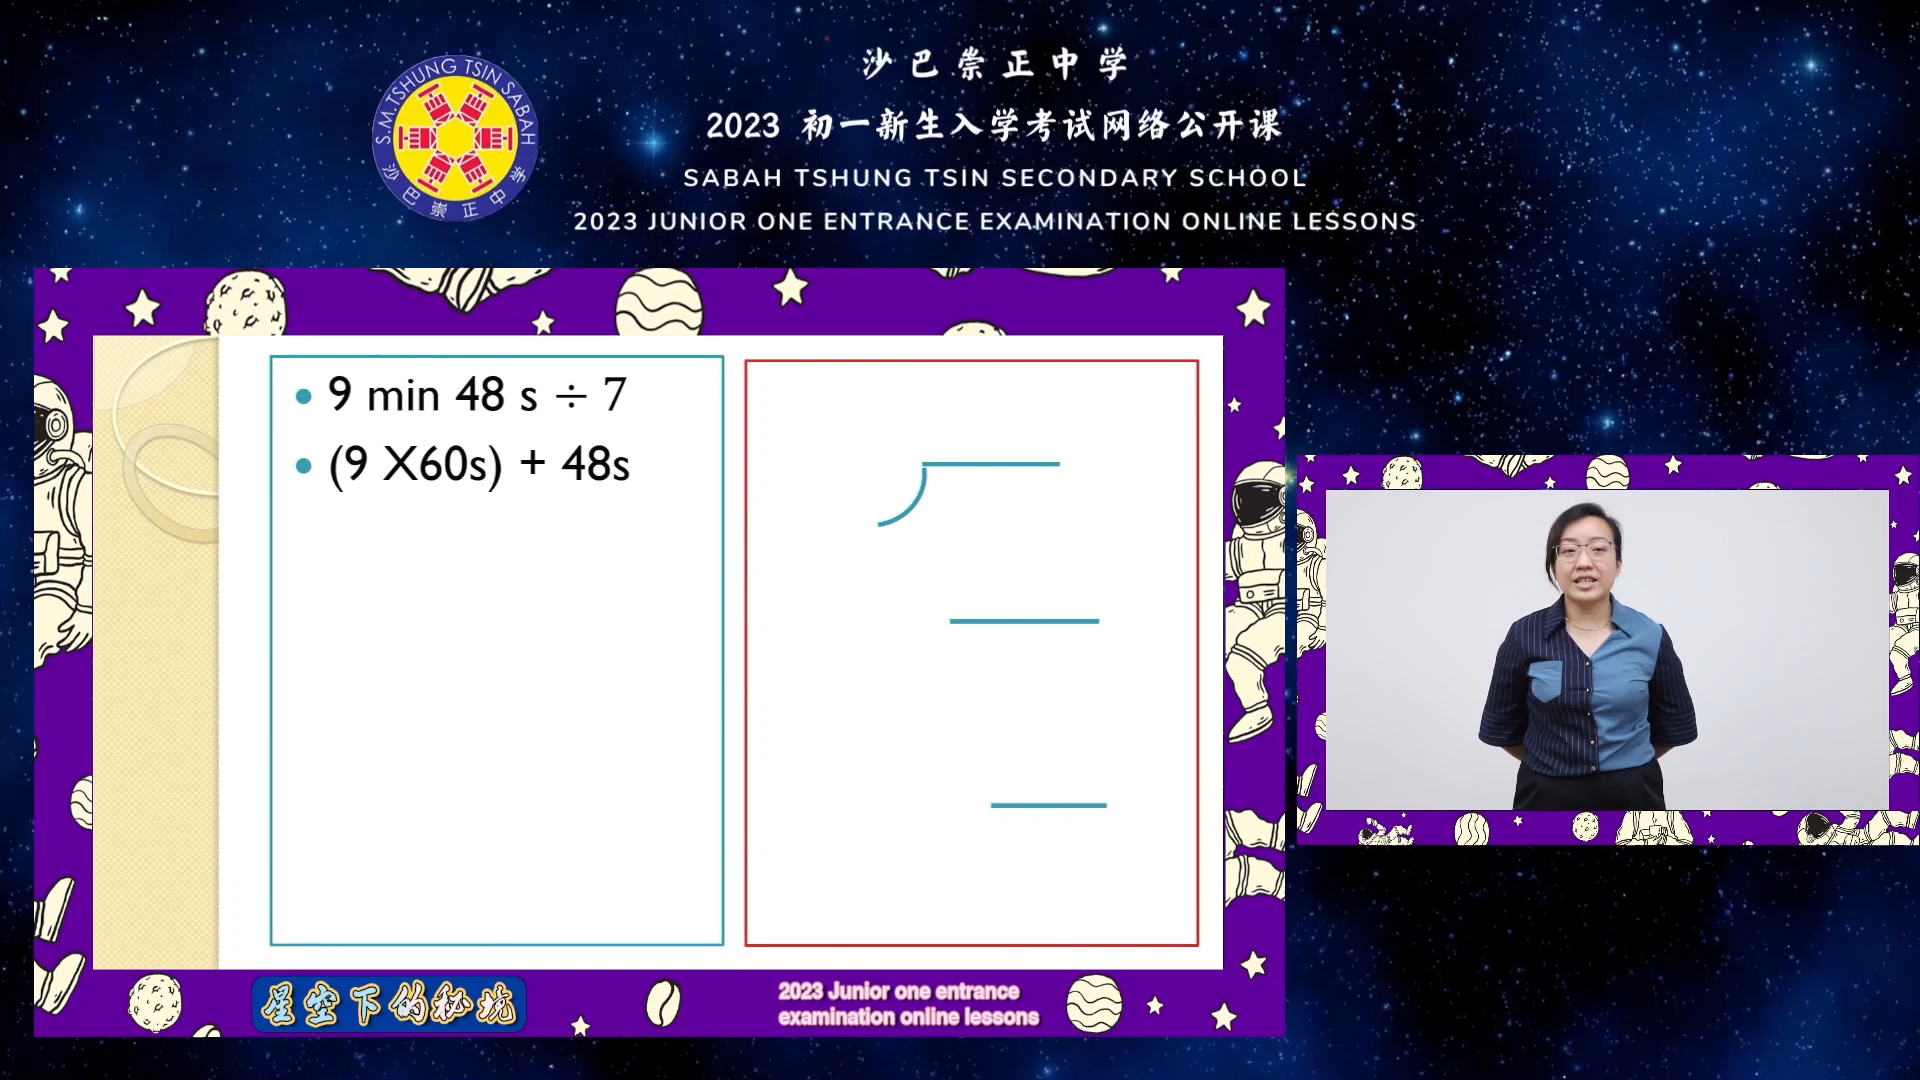 沙巴崇正中学
2023 初一新生入学考试网络公开课
SABAH TSHUNG TSIN SECONDARY SCHOOL
2023 JUNIOR ONE ENTRANCE EXAMINATION ONLINE LESSONS
S.M.TSHUNG TSIN SABAH
沙巴崇正中学
9 min 48 s ÷ 7
(9 X60s) + 48s
星空下的秘境
2023 Junior one entrance
examination online lessons